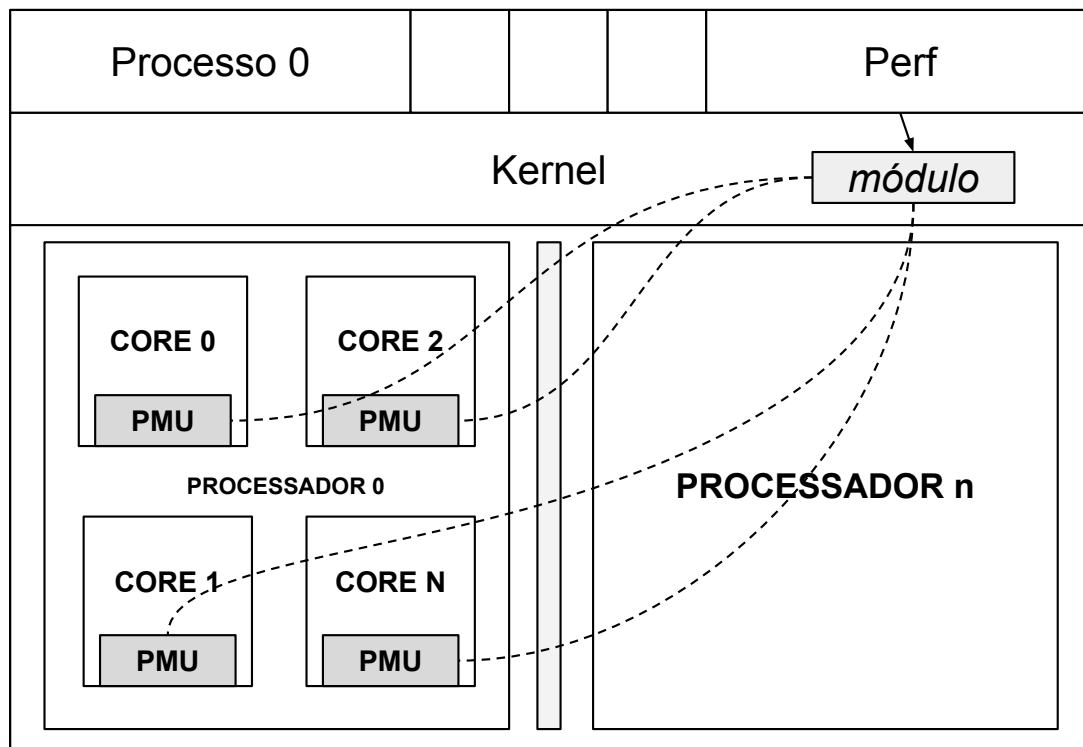 Processo 0
Perf
Kernel
módulo
CORE 0
CORE 2
PMU
PMU
PROCESSADOR 0
PROCESSADOR n
CORE 1
CORE N
PMU
PMU